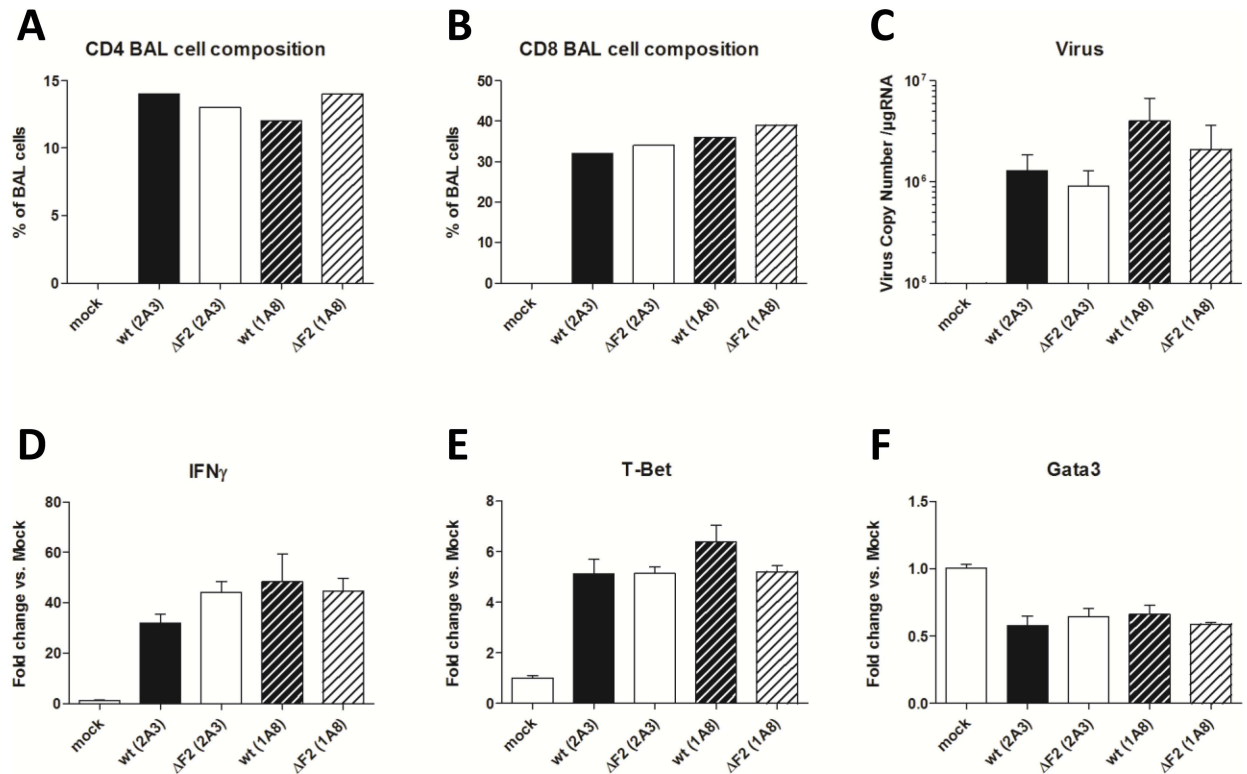 A
CD4 BAL cell composition
% of BAL cells
15
10
5
0
mock
wt (2A3)
ΔF2 (2A3)
wt (1A8)
ΔF2 (1A8)
B
CD8 BAL cell composition
% of BAL cells
50
40
30
20
10
0
mock
wt (2A3)
ΔF2 (2A3)
wt (1A8)
ΔF2 (1A8)
C
Virus
Virus Copy Number /µgRNA
10⁷
10⁶
10⁵
mock
wt (2A3)
ΔF2 (2A3)
wt (1A8)
ΔF2 (1A8)
D
IFNγ
Fold change vs. Mock
80
60
40
20
0
mock
wt (2A3)
ΔF2 (2A3)
wt (1A8)
ΔF2 (1A8)
E
T-Bet
Fold change vs. Mock
8
6
4
2
0
mock
wt (2A3)
ΔF2 (2A3)
wt (1A8)
ΔF2 (1A8)
F
Gata3
Fold change vs. Mock
1.5
1.0
0.5
0.0
mock
wt (2A3)
ΔF2 (2A3)
wt (1A8)
ΔF2 (1A8)